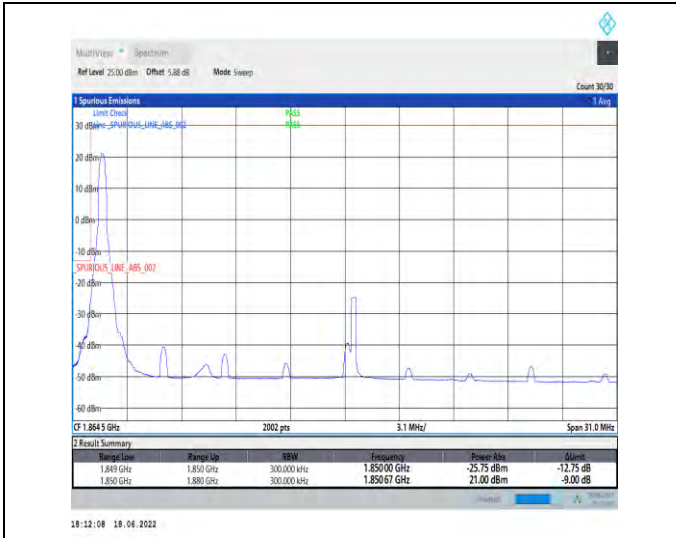 MultiView Spectrum
Ref Level 25.00 dBm Offset 5.88 dB Mode Sweep
Count 30/30
1 Spurious Emissions 1 Avg
Limit Check PASS
30 dBm Line _SPURIOUS_LINE_ABS_002 PASS
20 dBm
10 dBm
0 dBm
-10 dBm
_SPURIOUS_LINE_ABS_002
-20 dBm
-30 dBm
-40 dBm
-50 dBm
-60 dBm
CF 1.8645 GHz 2002 pts 3.1 MHz/ Span 31.0 MHz
2 Result Summary
Range Low Range Up RBW Frequency Power Abs ΔLimit
1.849 GHz 1.850 GHz 300.000 kHz 1.85000 GHz -25.75 dBm -12.75 dB
1.850 GHz 1.880 GHz 300.000 kHz 1.85067 GHz 21.00 dBm -9.00 dB
18:12:08 18.06.2022